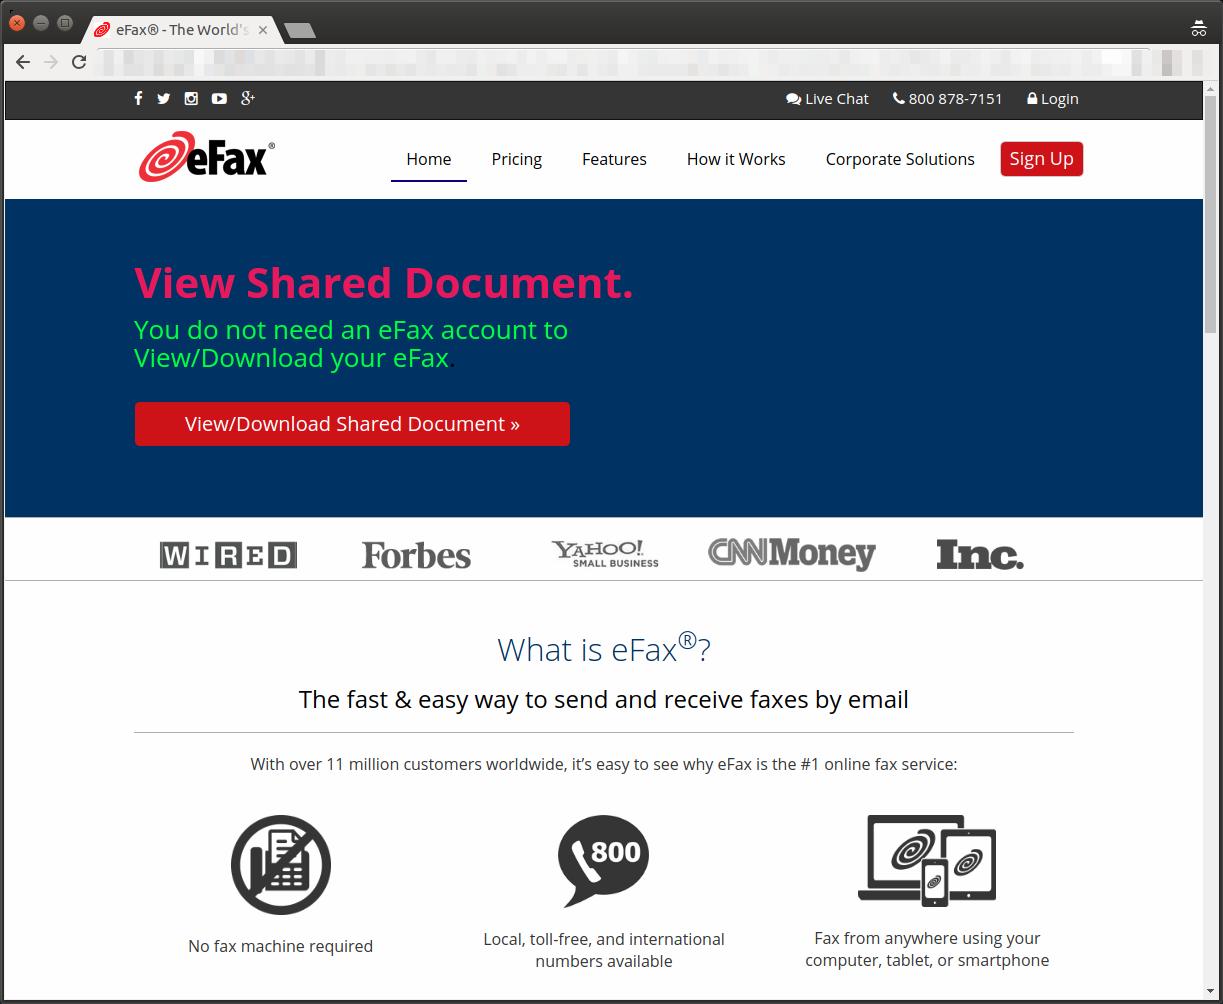 eFax® - The World's
Live Chat 800 878-7151 Login
eFax®
Home Pricing Features How it Works Corporate Solutions Sign Up
View Shared Document.
You do not need an eFax account to
View/Download your eFax.
View/Download Shared Document »
WIRED Forbes YAHOO! SMALL BUSINESS CNNMoney Inc.
What is eFax®?
The fast & easy way to send and receive faxes by email
With over 11 million customers worldwide, it’s easy to see why eFax is the #1 online fax service:
800
No fax machine required
Local, toll-free, and international
numbers available
Fax from anywhere using your
computer, tablet, or smartphone